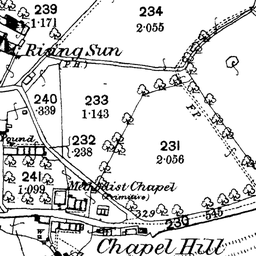 239
1·171
234
2·055
Rising Sun
P.H.
240
·339
233
1·143
F.P.
Pound
232
·238
231
2·056
241
1·099
Methodist Chapel
(Primitive)
329
230
545
Chapel Hill